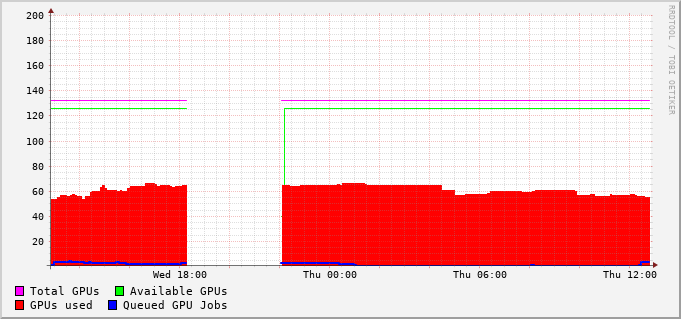 200
180
160
140
120
100
80
60
40
20
Wed 18:00 Thu 00:00 Thu 06:00 Thu 12:00
Total GPUs Available GPUs
GPUs used Queued GPU Jobs
RRDTOOL / TOBI OETIKER